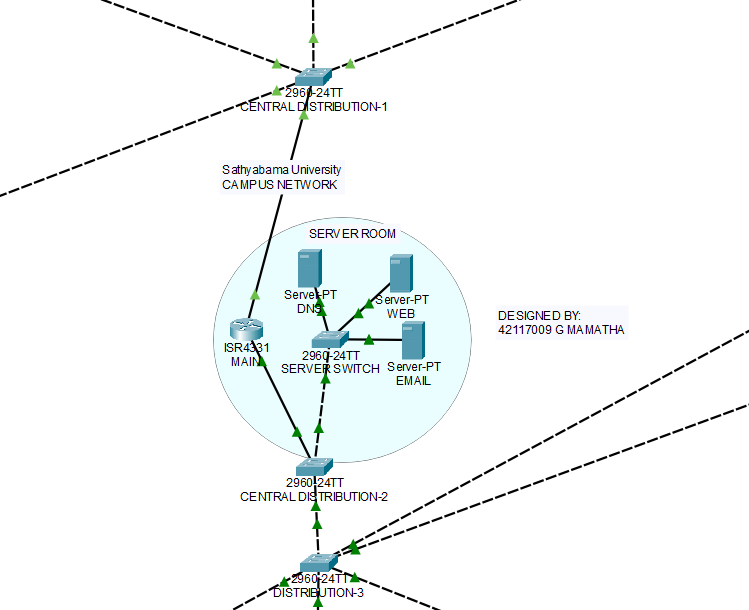 2960-24TT
CENTRAL DISTRIBUTION-1
Sathyabama University
CAMPUS NETWORK
SERVER ROOM
Server-PT
DNS
Server-PT
WEB
DESIGNED BY:
42117009 G MAMATHA
ISR4331
MAIN
2960-24TT
SERVER SWITCH
Server-PT
EMAIL
2960-24TT
CENTRAL DISTRIBUTION-2
2960-24TT
DISTRIBUTION-3